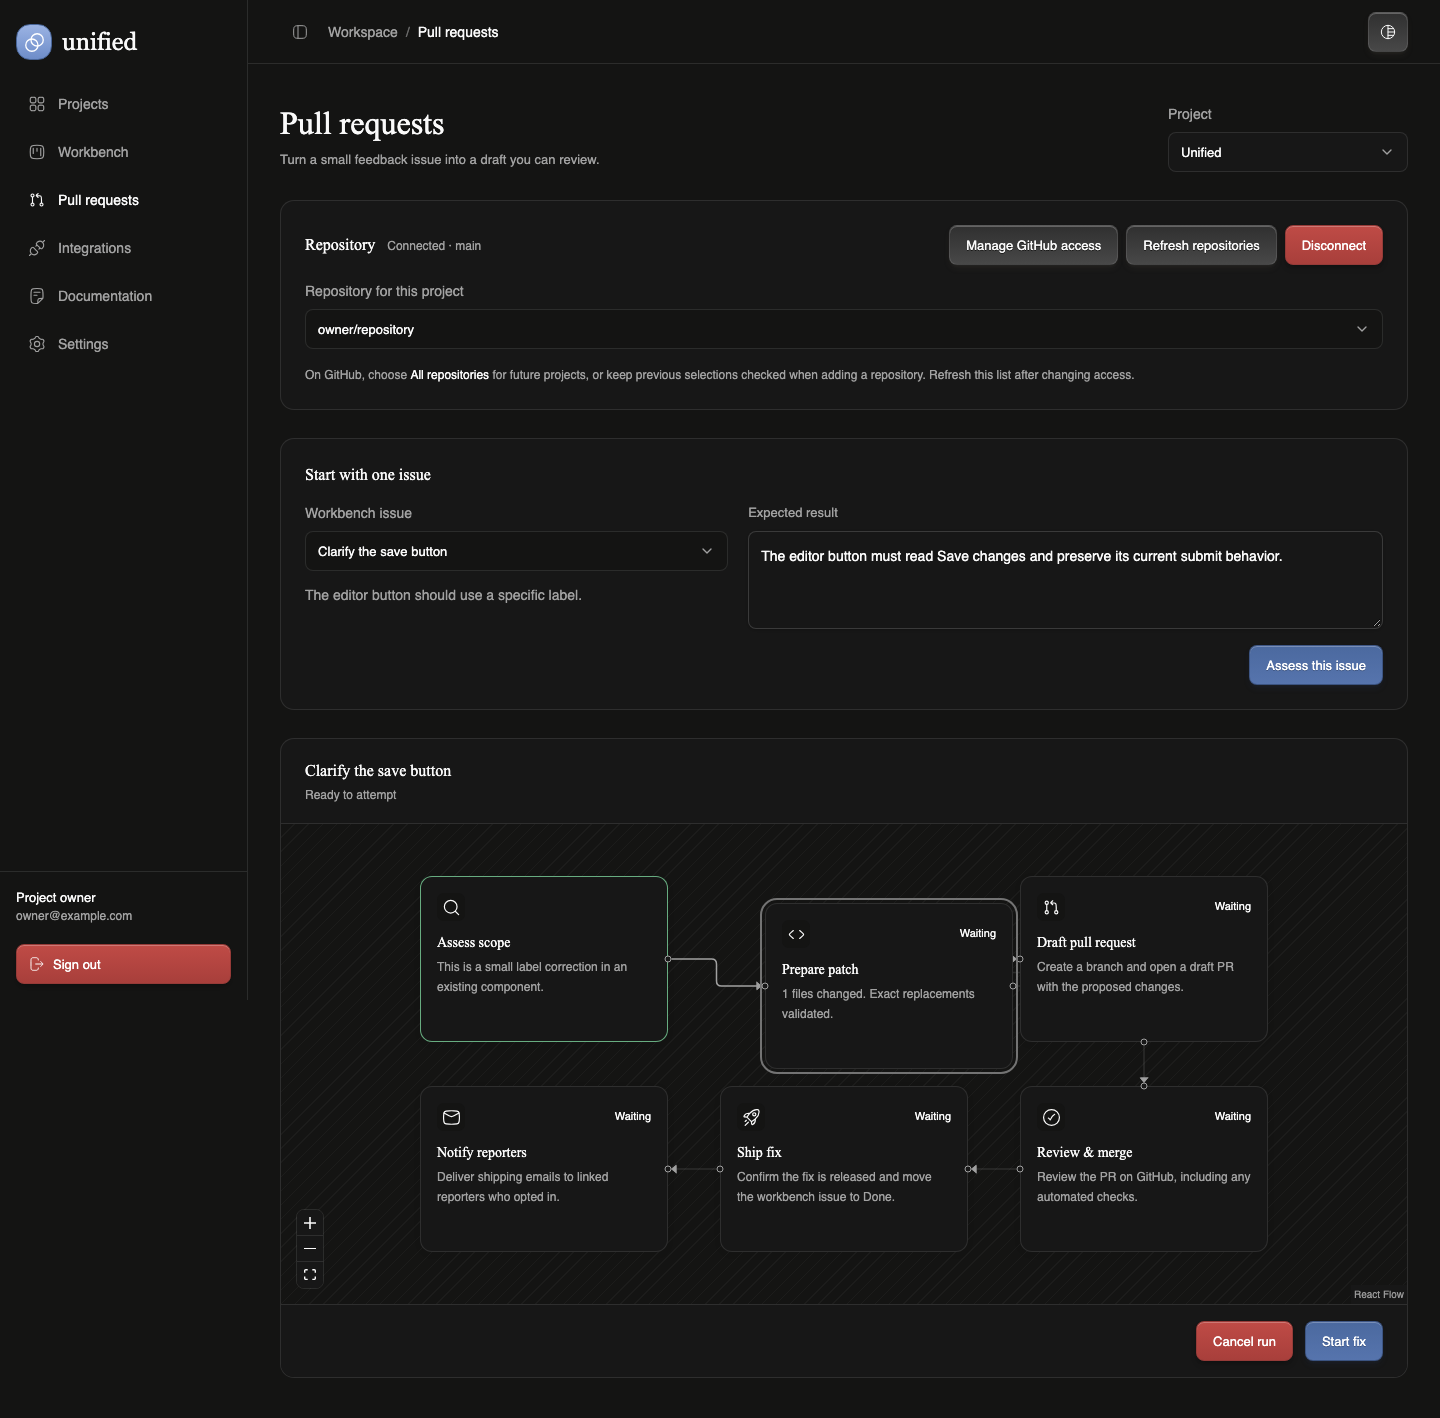 unified
Projects
Workbench
Pull requests
Integrations
Documentation
Settings
Project owner
owner@example.com
Sign out
Workspace / Pull requests
Pull requests
Turn a small feedback issue into a draft you can review.
Project
Unified
Repository Connected · main
Manage GitHub access
Refresh repositories
Disconnect
Repository for this project
owner/repository
On GitHub, choose All repositories for future projects, or keep previous selections checked when adding a repository. Refresh this list after changing access.
Start with one issue
Workbench issue
Clarify the save button
The editor button should use a specific label.
Expected result
The editor button must read Save changes and preserve its current submit behavior.
Assess this issue
Clarify the save button
Ready to attempt
Assess scope
This is a small label correction in an
existing component.
Waiting
Prepare patch
1 files changed. Exact replacements
validated.
Waiting
Draft pull request
Create a branch and open a draft PR
with the proposed changes.
Waiting
Notify reporters
Deliver shipping emails to linked
reporters who opted in.
Waiting
Ship fix
Confirm the fix is released and move
the workbench issue to Done.
Waiting
Review & merge
Review the PR on GitHub, including any
automated checks.
React Flow
Cancel run
Start fix